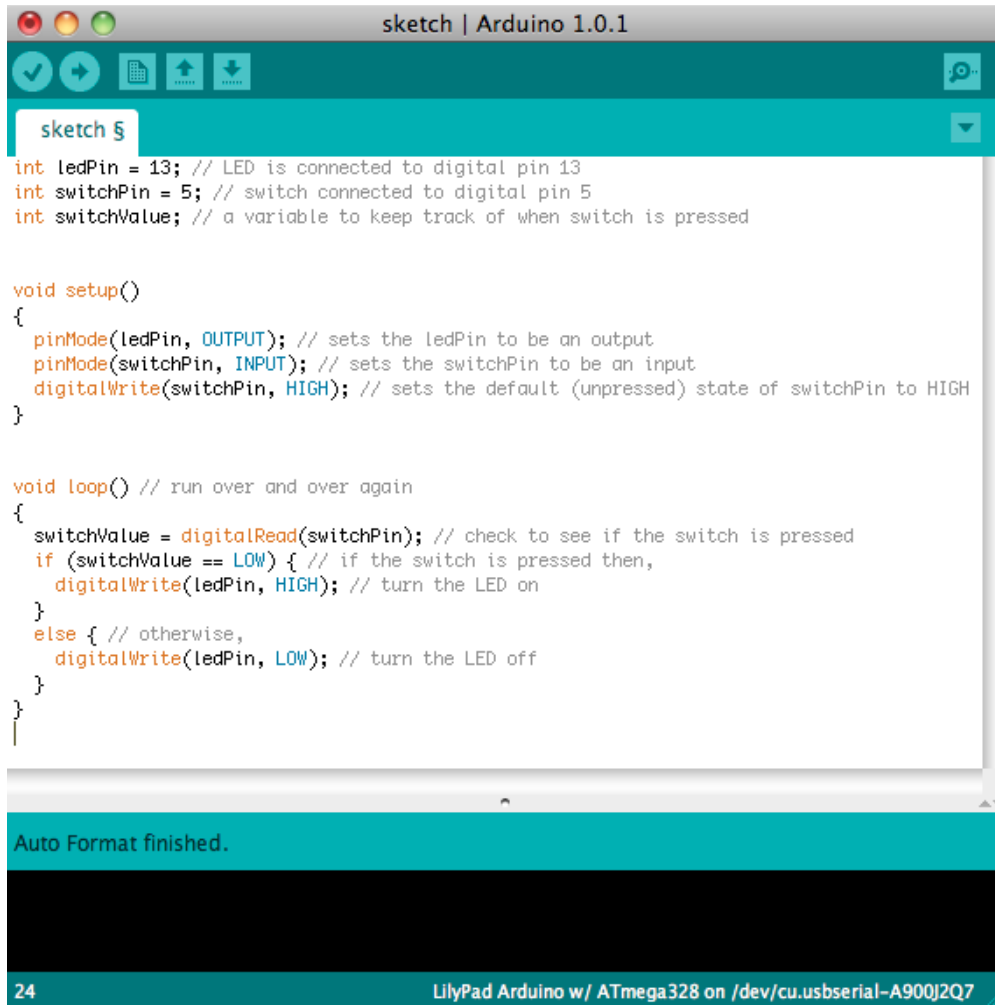 sketch | Arduino 1.0.1
sketch §
int ledPin = 13; // LED is connected to digital pin 13
int switchPin = 5; // switch connected to digital pin 5
int switchValue; // a variable to keep track of when switch is pressed
void setup()
{
  pinMode(ledPin, OUTPUT); // sets the ledPin to be an output
  pinMode(switchPin, INPUT); // sets the switchPin to be an input
  digitalWrite(switchPin, HIGH); // sets the default (unpressed) state of switchPin to HIGH
}
void loop() // run over and over again
{
  switchValue = digitalRead(switchPin); // check to see if the switch is pressed
  if (switchValue == LOW) { // if the switch is pressed then,
    digitalWrite(ledPin, HIGH); // turn the LED on
  }
  else { // otherwise,
    digitalWrite(ledPin, LOW); // turn the LED off
  }
}
Auto Format finished.
24 LilyPad Arduino w/ ATmega328 on /dev/cu.usbserial-A900J2Q7